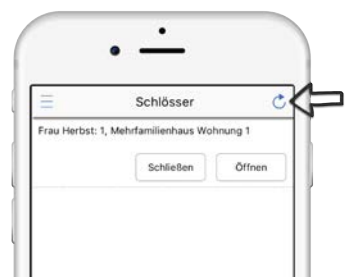 Schlösser
Frau Herbst: 1, Mehrfamilienhaus Wohnung 1
Schließen Öffnen